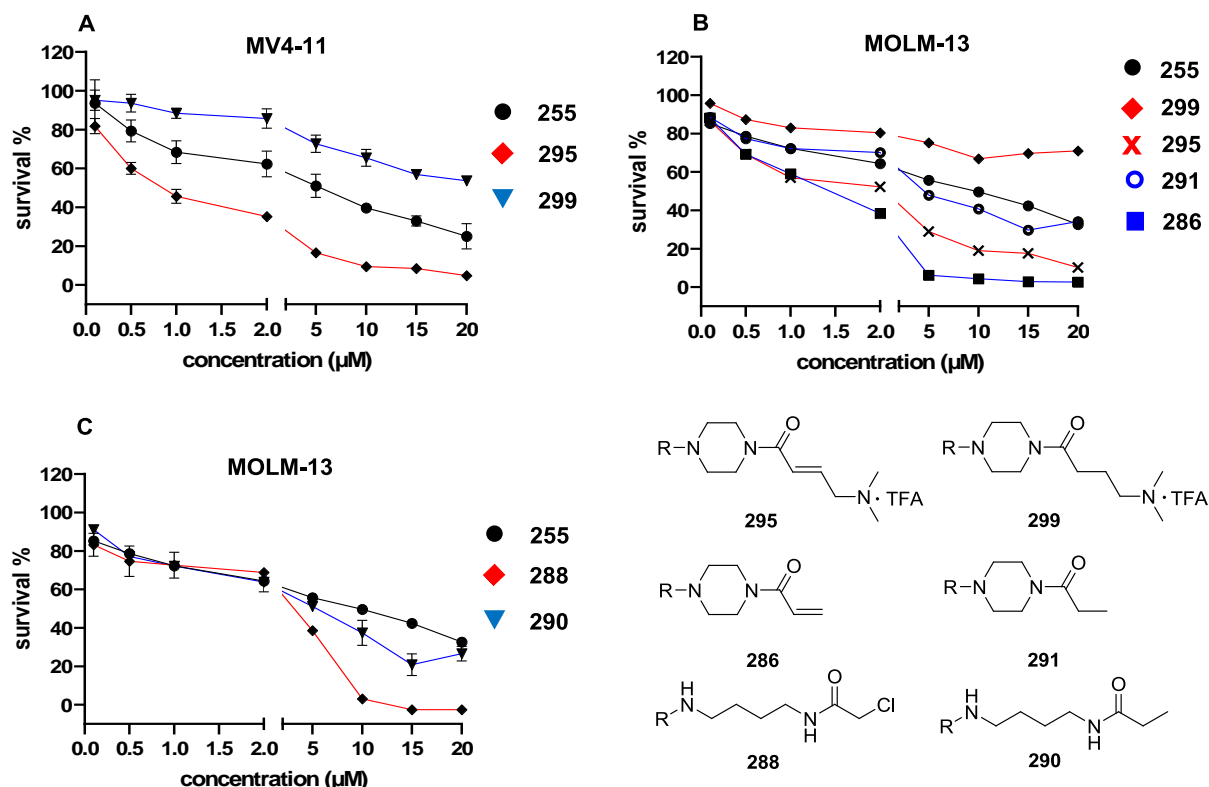 A
MV4-11
survival %
120
100
80
60
40
20
0
0.0 0.5 1.0 1.5 2.0 5 10 15 20
concentration (µM)
255
295
299
B
MOLM-13
survival %
120
100
80
60
40
20
0
0.0 0.5 1.0 1.5 2.0 5 10 15 20
concentration (µM)
255
299
295
291
286
C
MOLM-13
survival %
120
100
80
60
40
20
0
0.0 0.5 1.0 1.5 2.0 5 10 15 20
concentration (µM)
255
288
290
R N N O N · TFA
295
R N N O N · TFA
299
R N N O
286
R N N O
291
H N R N H O Cl
288
H N R N H O
290